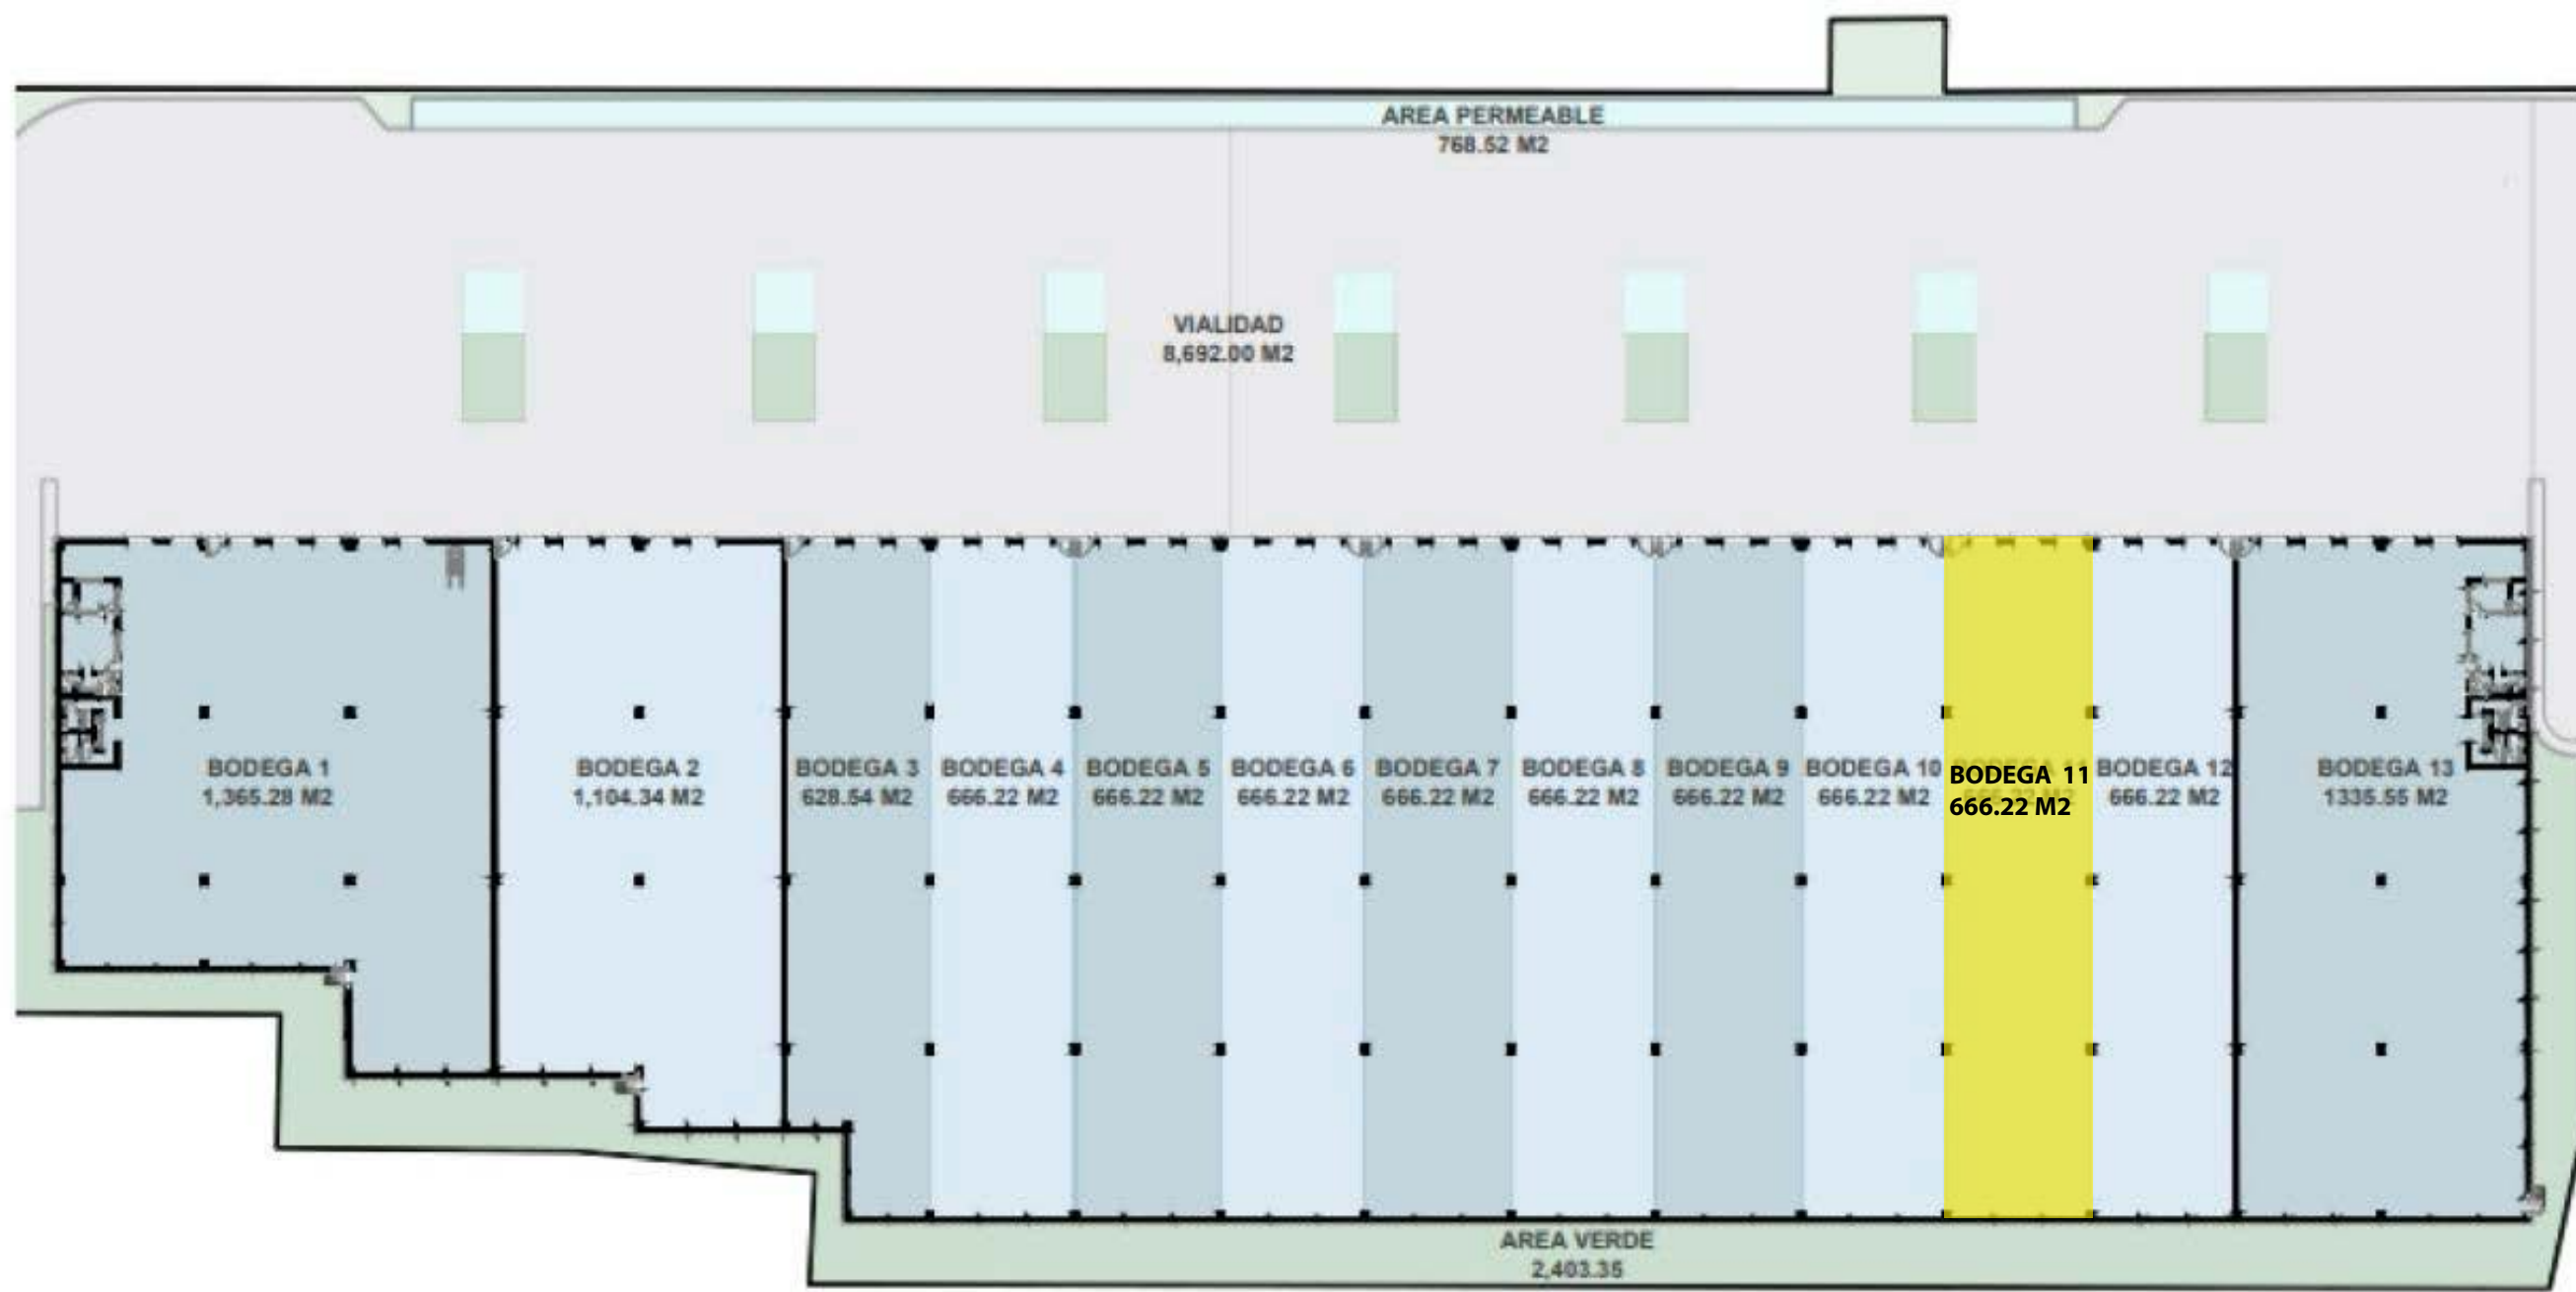 AREA PERMEABLE
768.52 M2
VIALIDAD
8,692.00 M2
BODEGA 1
1,365.28 M2
BODEGA 2
1,104.34 M2
BODEGA 3
628.54 M2
BODEGA 4
666.22 M2
BODEGA 5
666.22 M2
BODEGA 6
666.22 M2
BODEGA 7
666.22 M2
BODEGA 8
666.22 M2
BODEGA 9
666.22 M2
BODEGA 10
666.22 M2
BODEGA 11
666.22 M2
BODEGA 12
666.22 M2
BODEGA 13
1335.55 M2
AREA VERDE
2,403.35